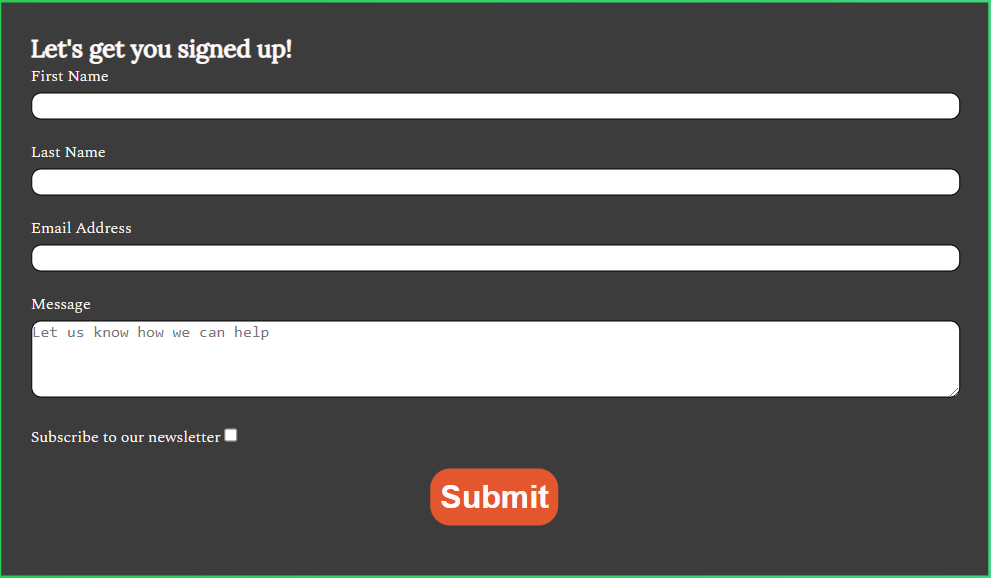 Let's get you signed up!
First Name
Last Name
Email Address
Message
Let us know how we can help
Subscribe to our newsletter
Submit